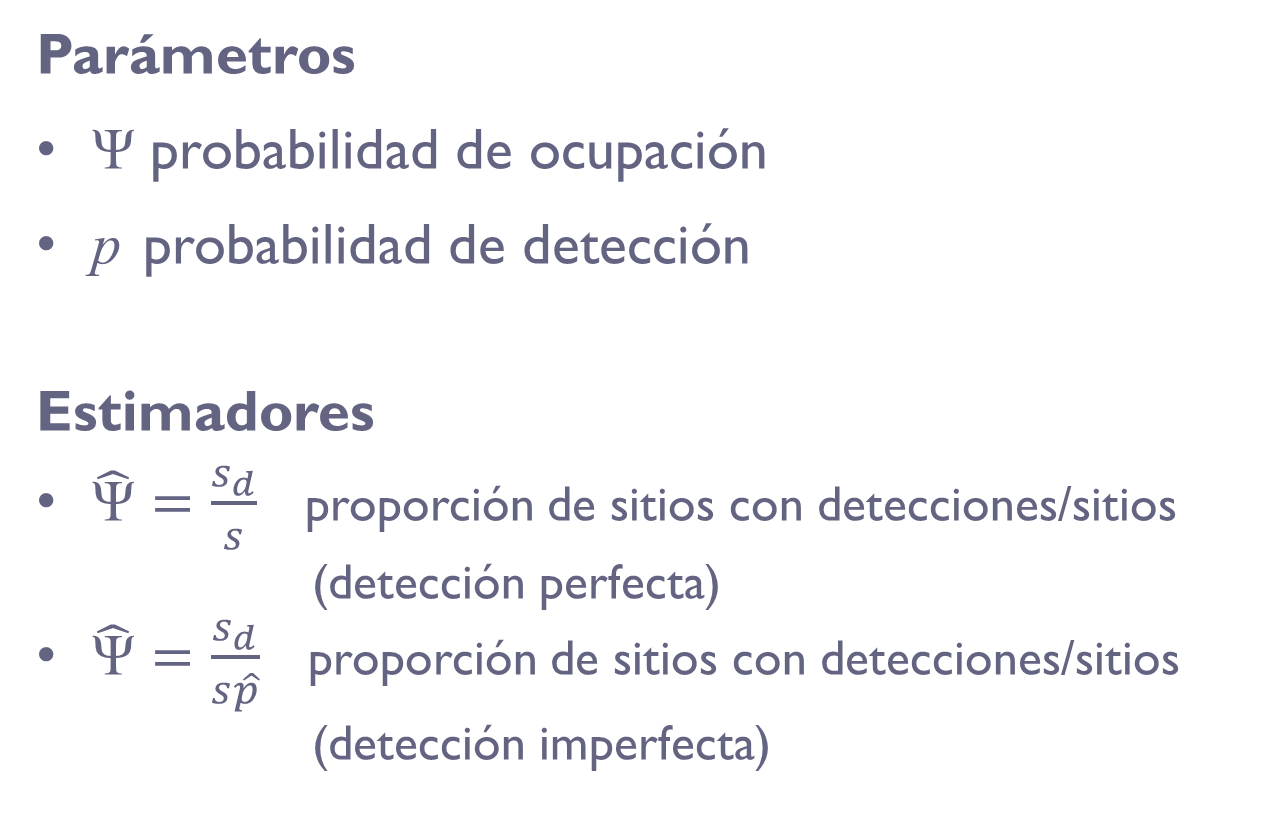 Parámetros
• Ψ probabilidad de ocupación
• p probabilidad de detección
Estimadores
• Ψ̂ = s_d/s proporción de sitios con detecciones/sitios
(detección perfecta)
• Ψ̂ = s_d/(sp̂) proporción de sitios con detecciones/sitios
(detección imperfecta)